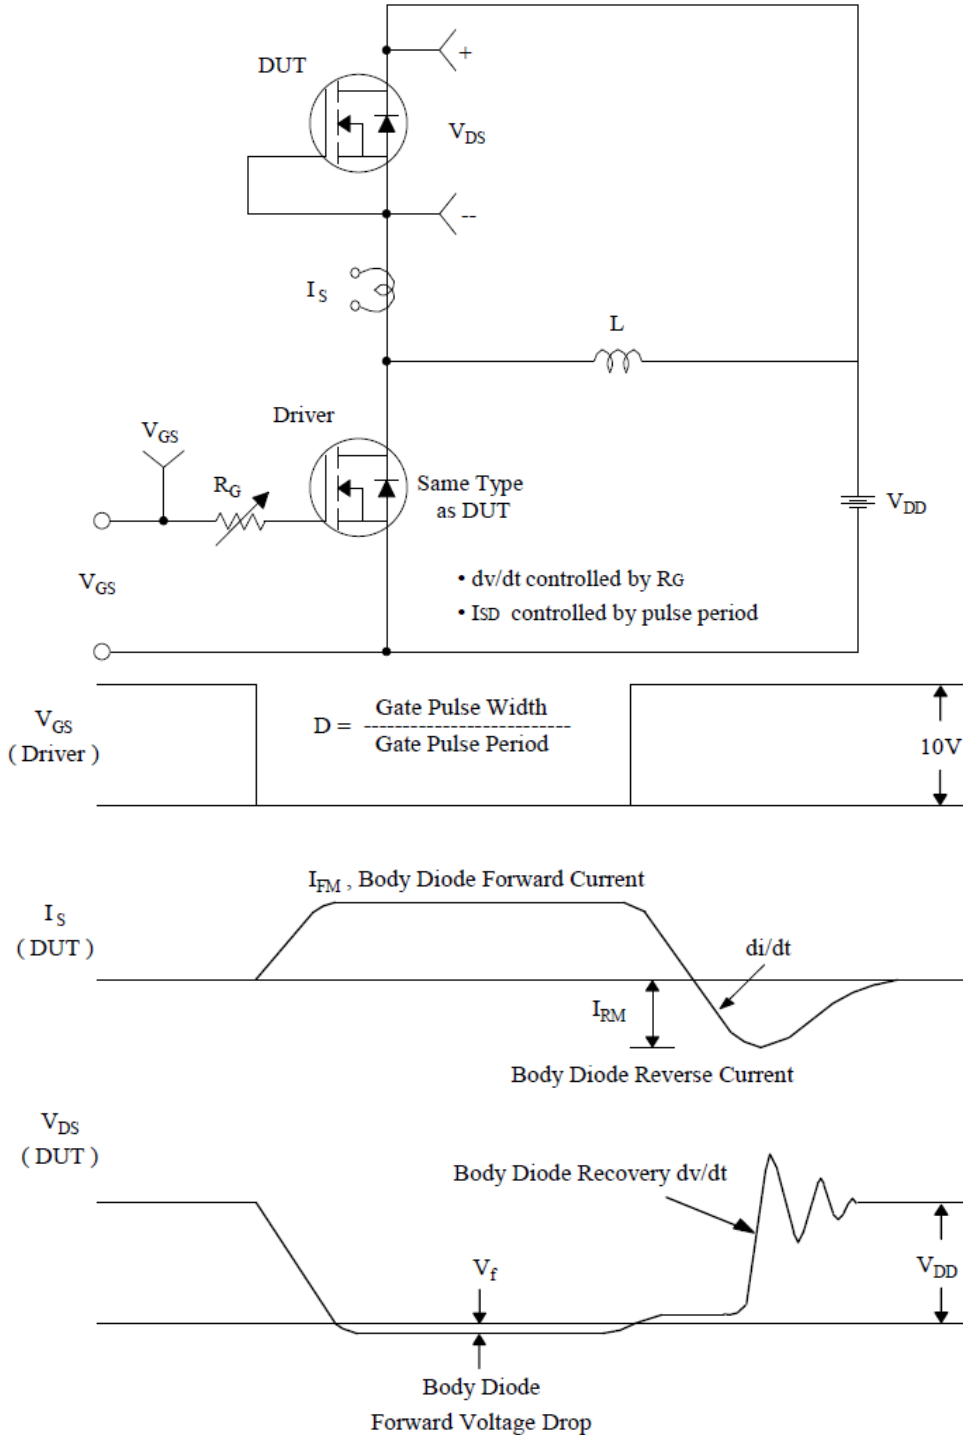 DUT
+
VDS
--
IS
L
Driver
VGS
RG
Same Type
as DUT
VDD
VGS
• dv/dt controlled by RG
• ISD controlled by pulse period
VGS
( Driver )
D = Gate Pulse Width
--------------------------
Gate Pulse Period
10V
IFM , Body Diode Forward Current
IS
( DUT )
di/dt
IRM
Body Diode Reverse Current
VDS
( DUT )
Body Diode Recovery dv/dt
Vf
VDD
Body Diode
Forward Voltage Drop